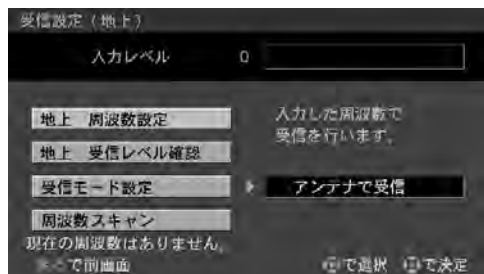 受信設定（地上）
入力レベル 0
地上 周波数設定
地上 受信レベル確認
受信モード設定
周波数スキャン
入力した周波数で
受信を行います。
アンテナで受信
現在の周波数はありません。
で前画面
で選択 で決定